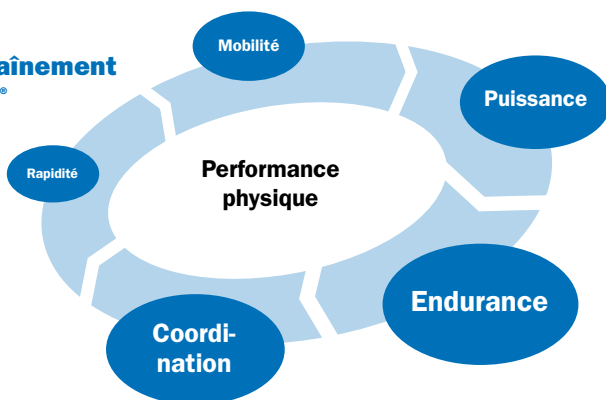 aînement
®
Mobilité
Puissance
Rapidité
Performance
physique
Endurance
Coordi-
nation